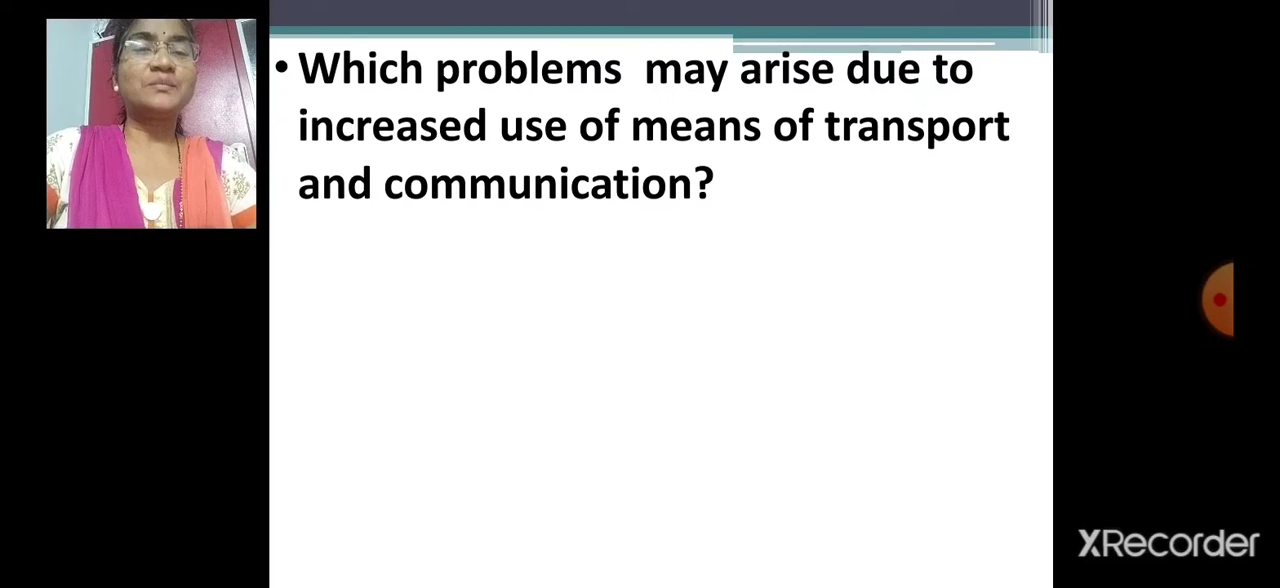 • Which problems may arise due to
increased use of means of transport
and communication?
XRecorder